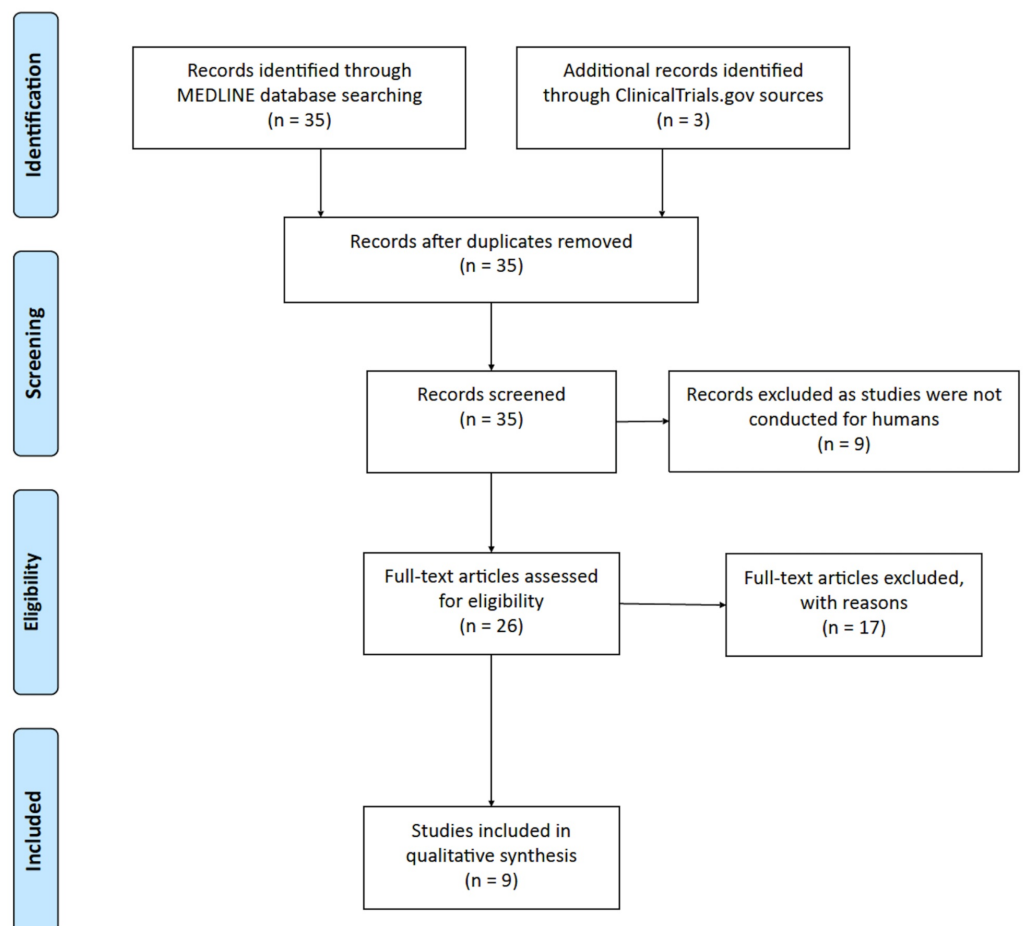 Identification
Records identified through
MEDLINE database searching
(n = 35)
Additional records identified
through ClinicalTrials.gov sources
(n = 3)
Records after duplicates removed
(n = 35)
Screening
Records screened
(n = 35)
Records excluded as studies were not
conducted for humans
(n = 9)
Eligibility
Full-text articles assessed
for eligibility
(n = 26)
Full-text articles excluded,
with reasons
(n = 17)
Included
Studies included in
qualitative synthesis
(n = 9)